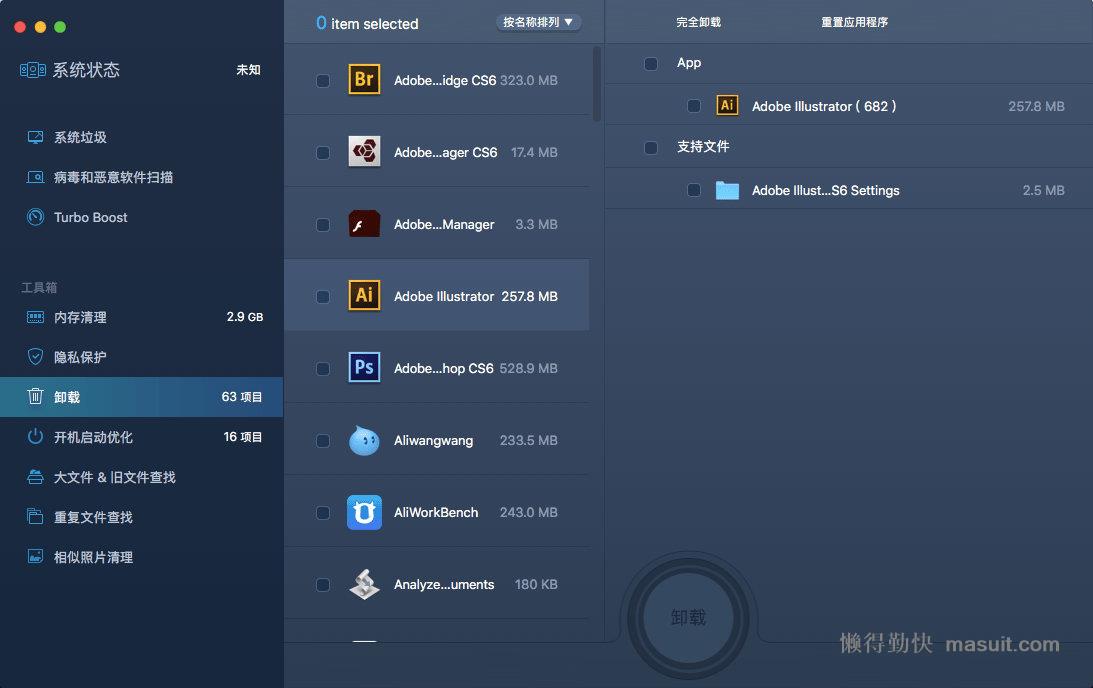 系统状态 未知
系统垃圾
病毒和恶意软件扫描
Turbo Boost
工具箱
内存清理 2.9 GB
隐私保护
卸载 63 项目
开机启动优化 16 项目
大文件 & 旧文件查找
重复文件查找
相似照片清理
0 item selected 按名称排列 ▼
Br Adobe...idge CS6 323.0 MB
Adobe...ager CS6 17.4 MB
Adobe...Manager 3.3 MB
Ai Adobe Illustrator 257.8 MB
Ps Adobe...hop CS6 528.9 MB
Aliwangwang 233.5 MB
AliWorkBench 243.0 MB
Analyze...uments 180 KB
完全卸载 重置应用程序
App
Ai Adobe Illustrator ( 682 ) 257.8 MB
支持文件
Adobe Illust...S6 Settings 2.5 MB
卸载
懒得勤快 masuit.com